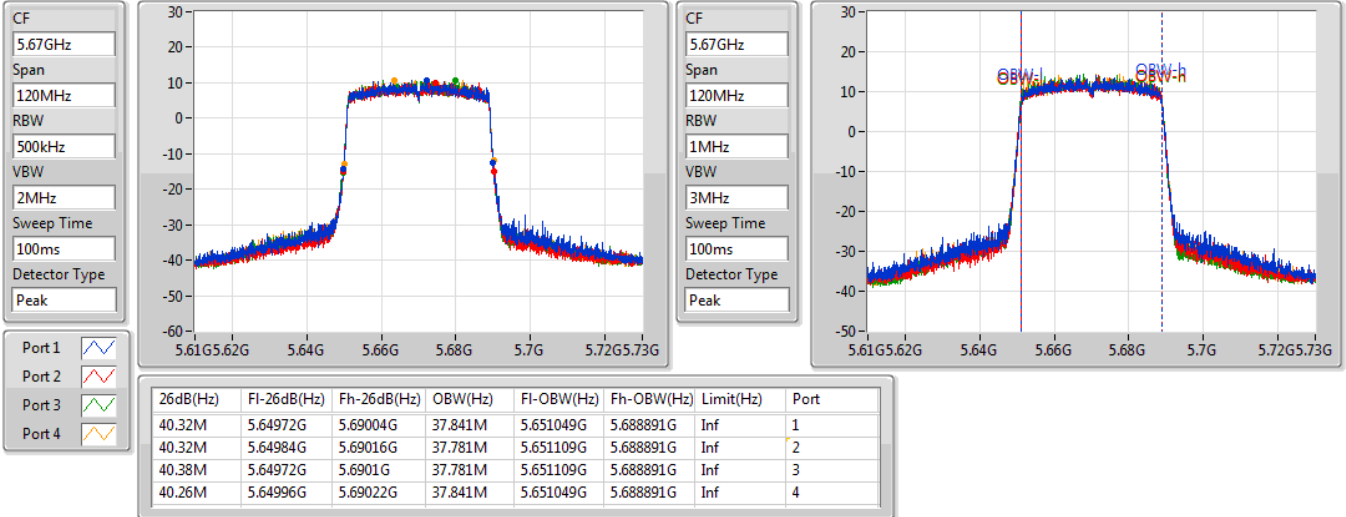 CF
5.67GHz
Span
120MHz
RBW
500kHz
VBW
2MHz
Sweep Time
100ms
Detector Type
Peak
30
20
10
0
-10
-20
-30
-40
-50
-60
5.61G 5.62G 5.64G 5.66G 5.68G 5.7G 5.72G 5.73G
CF
5.67GHz
Span
120MHz
RBW
1MHz
VBW
3MHz
Sweep Time
100ms
Detector Type
Peak
30
20
10
0
-10
-20
-30
-40
-50
OBW-l OBW-h
5.61G 5.62G 5.64G 5.66G 5.68G 5.7G 5.72G 5.73G
Port 1
Port 2
Port 3
Port 4
26dB(Hz) Fl-26dB(Hz) Fh-26dB(Hz) OBW(Hz) Fl-OBW(Hz) Fh-OBW(Hz) Limit(Hz) Port
40.32M 5.64972G 5.69004G 37.841M 5.651049G 5.688891G Inf 1
40.32M 5.64984G 5.69016G 37.781M 5.651109G 5.688891G Inf 2
40.38M 5.64972G 5.6901G 37.781M 5.651109G 5.688891G Inf 3
40.26M 5.64996G 5.69022G 37.841M 5.651049G 5.688891G Inf 4